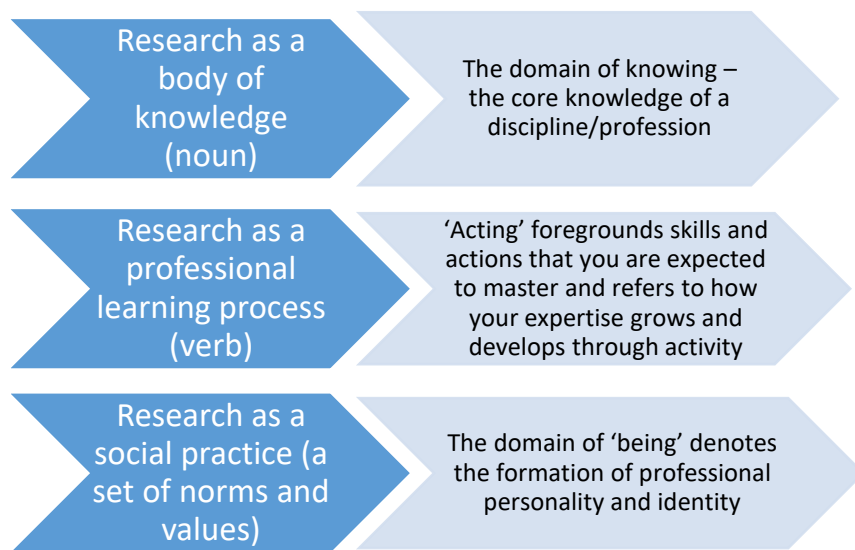 Research as a
body of
knowledge
(noun)
The domain of knowing –
the core knowledge of a
discipline/profession
Research as a
professional
learning process
(verb)
‘Acting’ foregrounds skills and
actions that you are expected
to master and refers to how
your expertise grows and
develops through activity
Research as a
social practice (a
set of norms and
values)
The domain of ‘being’ denotes
the formation of professional
personality and identity